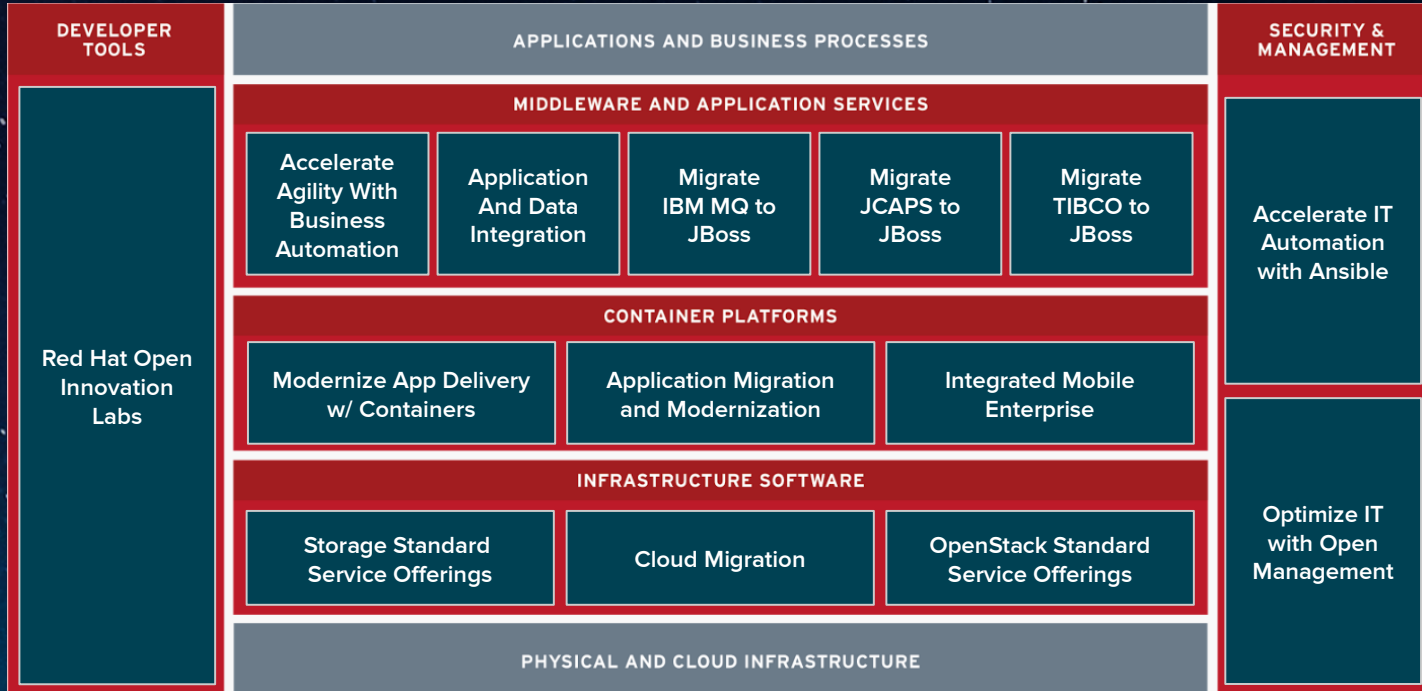 DEVELOPER
TOOLS
Red Hat Open
Innovation
Labs
APPLICATIONS AND BUSINESS PROCESSES
MIDDLEWARE AND APPLICATION SERVICES
Accelerate
Agility With
Business
Automation
Application
And Data
Integration
Migrate
IBM MQ to
JBoss
Migrate
JCAPS to
JBoss
Migrate
TIBCO to
JBoss
CONTAINER PLATFORMS
Modernize App Delivery
w/ Containers
Application Migration
and Modernization
Integrated Mobile
Enterprise
INFRASTRUCTURE SOFTWARE
Storage Standard
Service Offerings
Cloud Migration
OpenStack Standard
Service Offerings
PHYSICAL AND CLOUD INFRASTRUCTURE
SECURITY &
MANAGEMENT
Accelerate IT
Automation
with Ansible
Optimize IT
with Open
Management